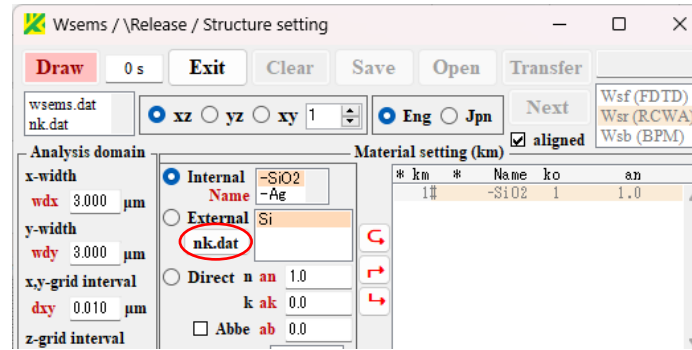 Wsems / \Release / Structure setting
Draw 0 s Exit Clear Save Open Transfer
wsems.dat
nk.dat
xz yz xy 1 Eng Jpn Next
aligned
Wsf (FDTD)
Wsr (RCWA)
Wsb (BPM)
Analysis domain
x-width
wdx 3.000 μm
y-width
wdy 3.000 μm
x,y-grid interval
dxy 0.010 μm
z-grid interval
Internal
Name
-SiO2
-Ag
External Si
nk.dat
Direct n an 1.0
k ak 0.0
Abbe ab 0.0
Material setting (km)
* km * Name ko an
1# -SiO2 1 1.0